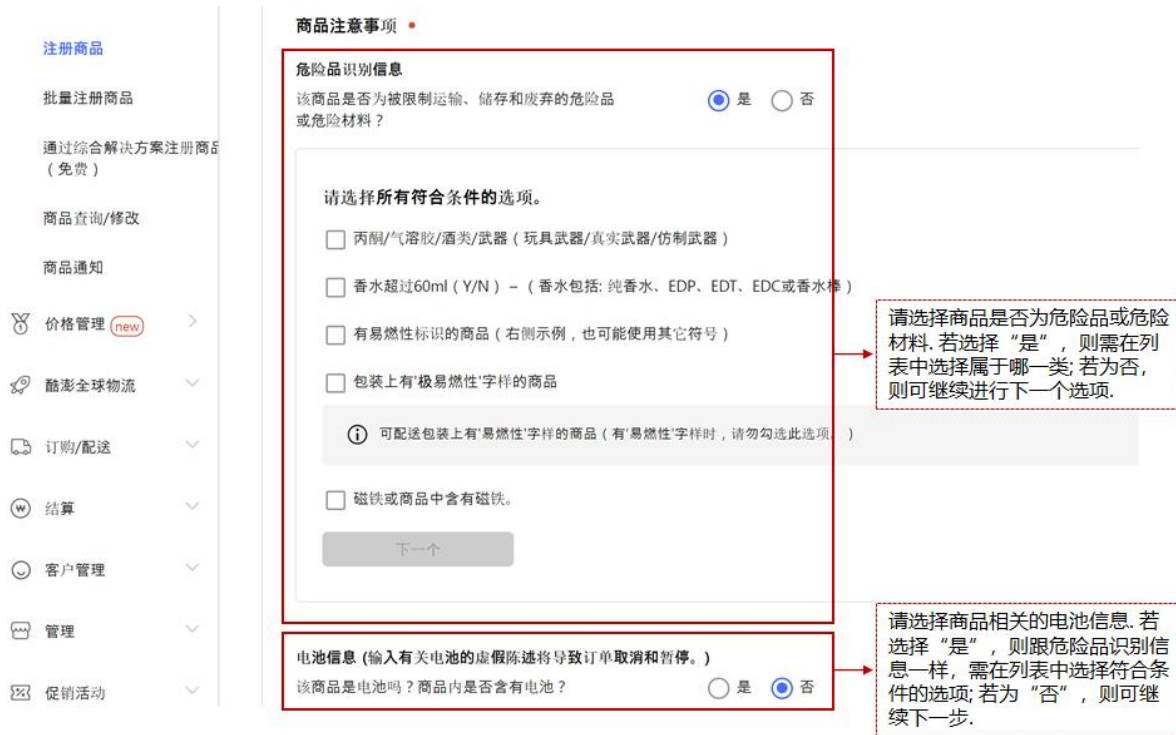 注册商品
批量注册商品
通过综合解决方案注册商品
（免费）
商品查询/修改
商品通知
价格管理 new
酷澎全球物流
订购/配送
结算
客户管理
管理
促销活动
商品注意事项
危险品识别信息
该商品是否为被限制运输、储存和废弃的危险品
或危险材料？
是 否
请选择所有符合条件的选项。
丙酮/气溶胶/酒类/武器（玩具武器/真实武器/仿制武器）
香水超过60ml（Y/N） –（香水包括: 纯香水、EDP、EDT、EDC或香水棒）
有易燃性标识的商品（右侧示例，也可能使用其它符号）
包装上有'极易燃性'字样的商品
可配送包装上有'易燃性'字样的商品（有'易燃性'字样时，请勿勾选此选项。）
磁铁或商品中含有磁铁。
下一个
电池信息 (输入有关电池的虚假陈述将导致订单取消和暂停。)
该商品是电池吗？商品内是否含有电池？
是 否
请选择商品是否为危险品或危险
材料. 若选择“是”，则需在列
表中选择属于哪一类; 若为否，
则可继续进行下一个选项.
请选择商品相关的电池信息. 若
选择“是”，则跟危险品识别信
息一样，需在列表中选择符合条
件的选项; 若为“否”，则可继
续下一步.